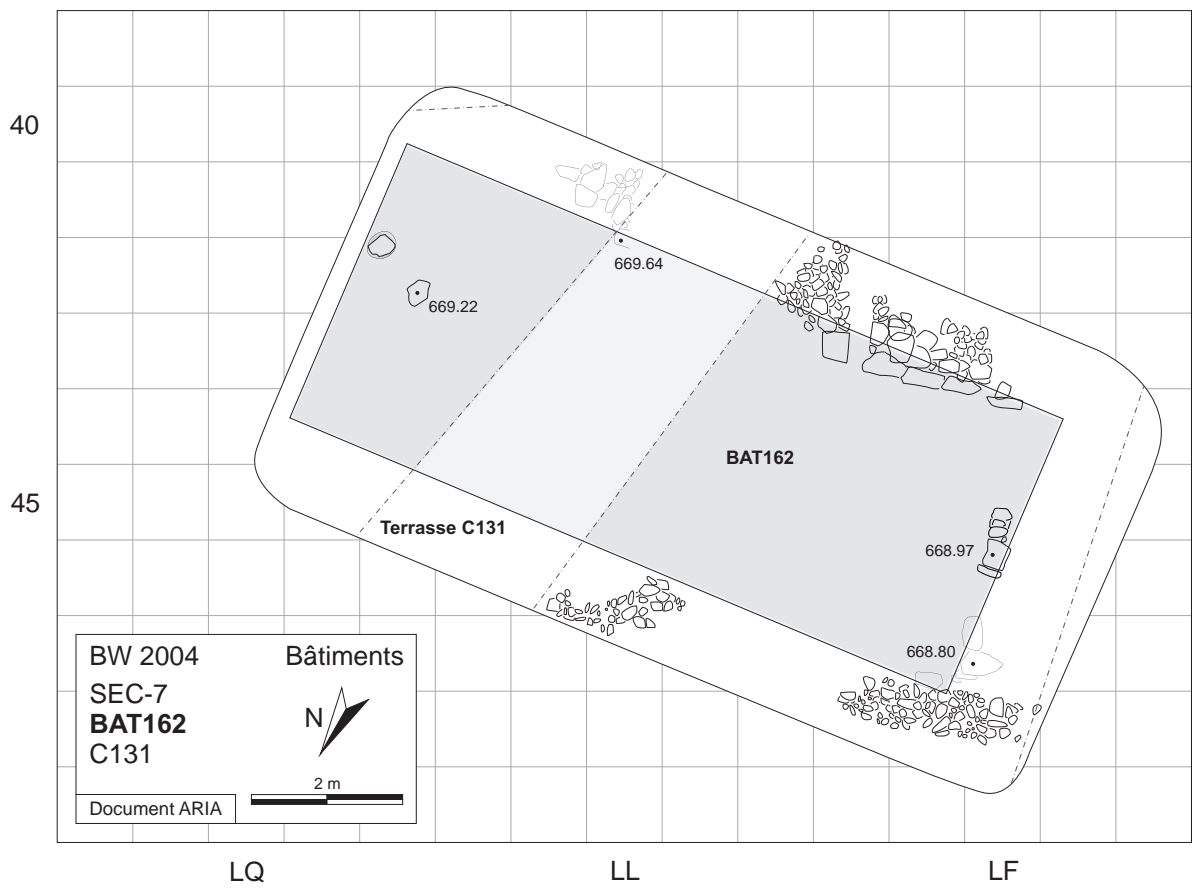 40
669.64
669.22
BAT162
45
Terrasse C131
668.97
668.80
BW 2004 Bâtiments
SEC-7
BAT162
C131
N
2 m
Document ARIA
LQ LL LF